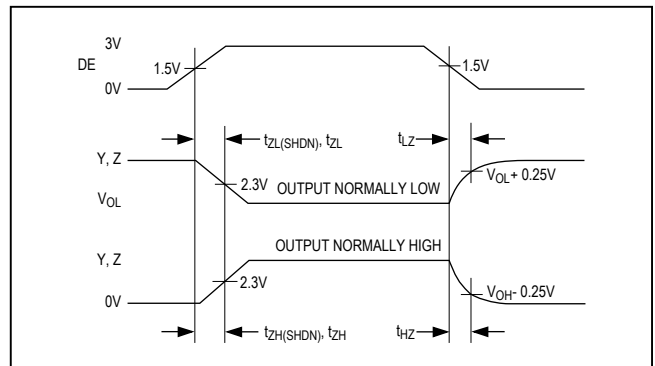 3V
DE
1.5V
1.5V
0V
tZL(SHDN), tZL
tLZ
Y, Z
2.3V
OUTPUT NORMALLY LOW
VOL + 0.25V
VOL
OUTPUT NORMALLY HIGH
Y, Z
2.3V
VOH - 0.25V
0V
tZH(SHDN), tZH
tHZ